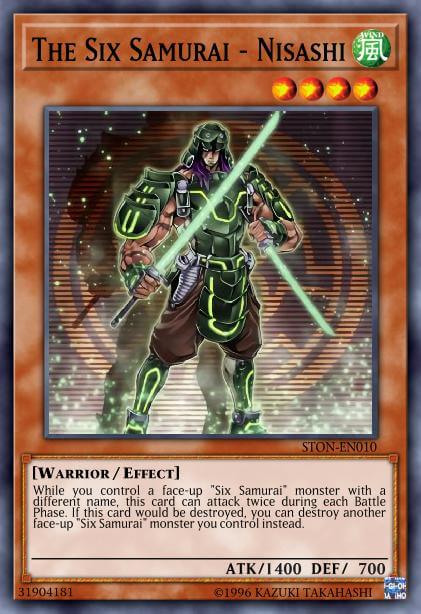 The Six Samurai - Nisashi
WIND
風
STON-EN010
[Warrior / Effect]
While you control a face-up "Six Samurai" monster with a
different name, this card can attack twice during each Battle
Phase. If this card would be destroyed, you can destroy another
face-up "Six Samurai" monster you control instead.
ATK/1400 DEF/ 700
31904181
©1996 KAZUKI TAKAHASHI